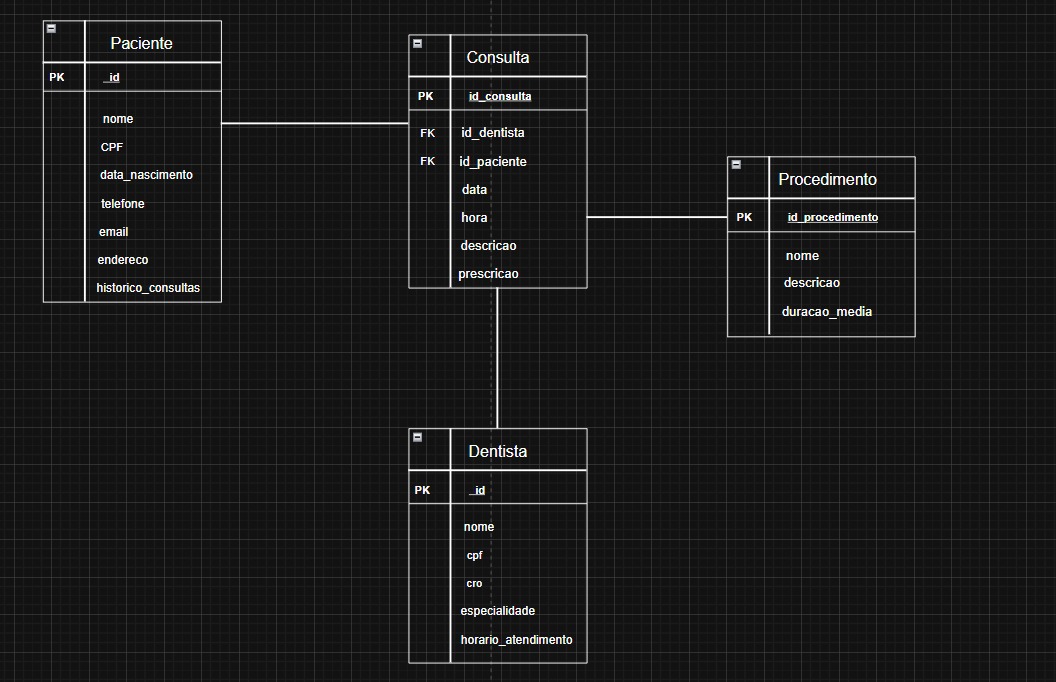 Paciente
PK _id
nome
CPF
data_nascimento
telefone
email
endereco
historico_consultas
Consulta
PK id_consulta
FK id_dentista
FK id_paciente
data
hora
descricao
prescricao
Procedimento
PK id_procedimento
nome
descricao
duracao_media
Dentista
PK _id
nome
cpf
cro
especialidade
horario_atendimento